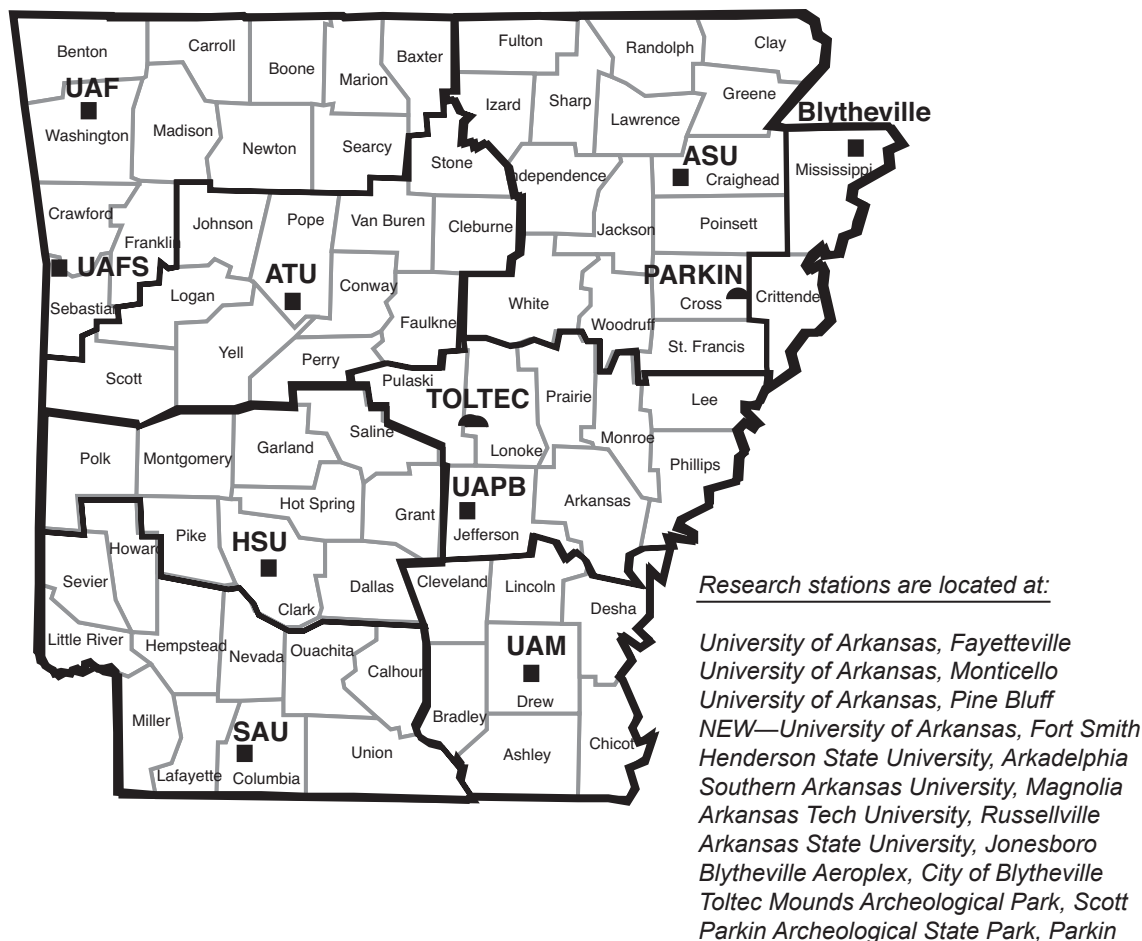 Benton
Carroll
Boone
Marion
Baxter
Fulton
Randolph
Clay
UAF
Washington
Madison
Newton
Searcy
Stone
Izard
Sharp
Lawrence
Greene
Blytheville
Mississippi
ASU
Craighead
Independence
Crawford
Franklin
Johnson
Pope
Van Buren
Cleburne
Jackson
Poinsett
UAFS
Sebastian
Logan
ATU
Conway
Faulkne
White
Woodruff
PARKIN
Cross
Crittende
St. Francis
Scott
Yell
Perry
Pulaski
TOLTEC
Prairie
Lee
Lonoke
Monroe
Phillips
Polk
Montgomery
Garland
Saline
Hot Spring
Grant
UAPB
Jefferson
Arkansas
Howard
Pike
HSU
Sevier
Clark
Dallas
Cleveland
Lincoln
Desha
Little River
Hempstead
Nevada
Ouachita
Calhoun
UAM
Drew
Miller
Lafayette
SAU
Columbia
Union
Bradley
Ashley
Chicot
Research stations are located at:
University of Arkansas, Fayetteville
University of Arkansas, Monticello
University of Arkansas, Pine Bluff
NEW—University of Arkansas, Fort Smith
Henderson State University, Arkadelphia
Southern Arkansas University, Magnolia
Arkansas Tech University, Russellville
Arkansas State University, Jonesboro
Blytheville Aeroplex, City of Blytheville
Toltec Mounds Archeological Park, Scott
Parkin Archeological State Park, Parkin